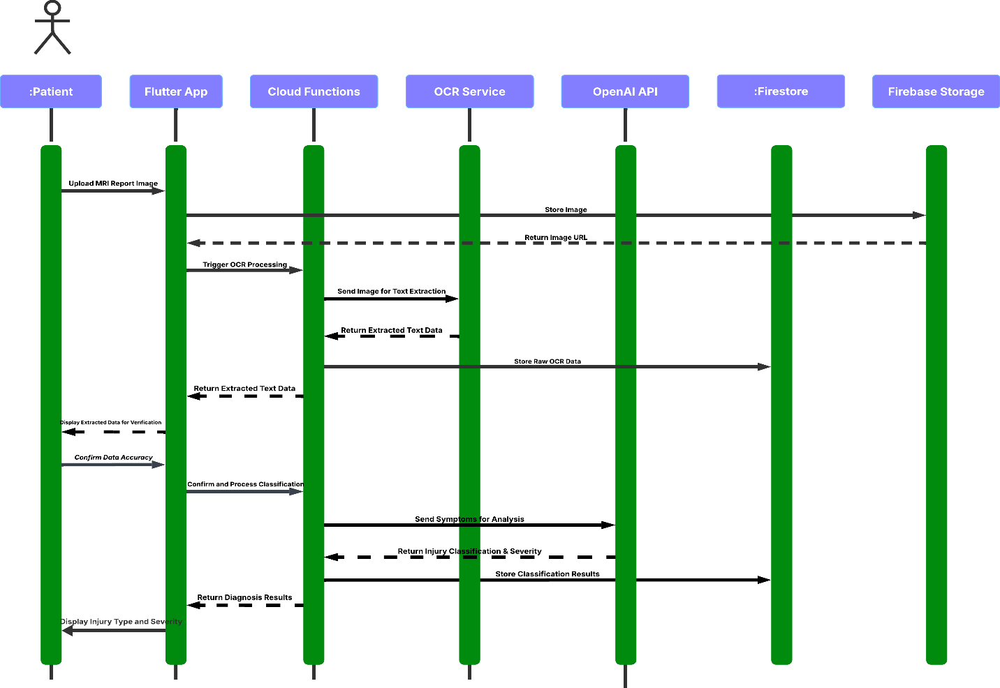 :Patient
Flutter App
Cloud Functions
OCR Service
OpenAI API
:Firestore
Firebase Storage
Upload MRI Report Image
Store Image
Return Image URL
Trigger OCR Processing
Send Image for Text Extraction
Return Extracted Text Data
Store Raw OCR Data
Return Extracted Text Data
Display Extracted Data for Verification
Confirm Data Accuracy
Confirm and Process Classification
Send Symptoms for Analysis
Return Injury Classification & Severity
Store Classification Results
Return Diagnosis Results
Display Injury Type and Severity